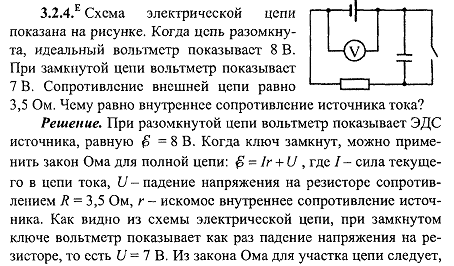 3.2.4.Е Схема электрической цепи
показана на рисунке. Когда цепь разомкну-
та, идеальный вольтметр показывает 8 В.
При замкнутой цепи вольтметр показывает
7 В. Сопротивление внешней цепи равно
3,5 Ом. Чему равно внутреннее сопротивление источника тока?
V
Решение. При разомкнутой цепи вольтметр показывает ЭДС
источника, равную ℰ = 8 В. Когда ключ замкнут, можно приме-
нить закон Ома для полной цепи: ℰ = Ir + U , где I – сила текуще-
го в цепи тока, U – падение напряжения на резисторе сопротив-
лением R = 3,5 Ом, r – искомое внутреннее сопротивление источ-
ника. Как видно из схемы электрической цепи, при замкнутом
ключе вольтметр показывает как раз падение напряжения на ре-
зисторе, то есть U = 7 В. Из закона Ома для участка цепи следует,